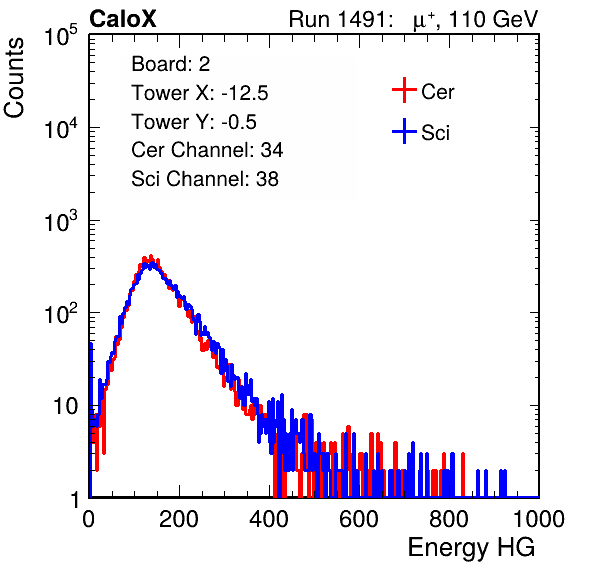 CaloX Run 1491: μ⁺, 110 GeV
Counts
10⁵
10⁴
10³
10²
10
1
Board: 2
Tower X: -12.5
Tower Y: -0.5
Cer Channel: 34
Sci Channel: 38
Cer
Sci
0 200 400 600 800 1000
Energy HG